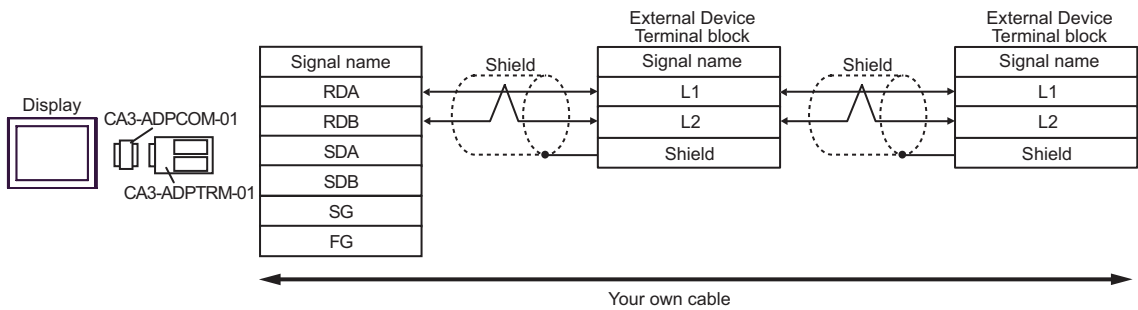 Display
CA3-ADPCOM-01
CA3-ADPTRM-01
Signal name
RDA
RDB
SDA
SDB
SG
FG
Shield
External Device
Terminal block
Signal name
L1
L2
Shield
Shield
External Device
Terminal block
Signal name
L1
L2
Shield
Your own cable